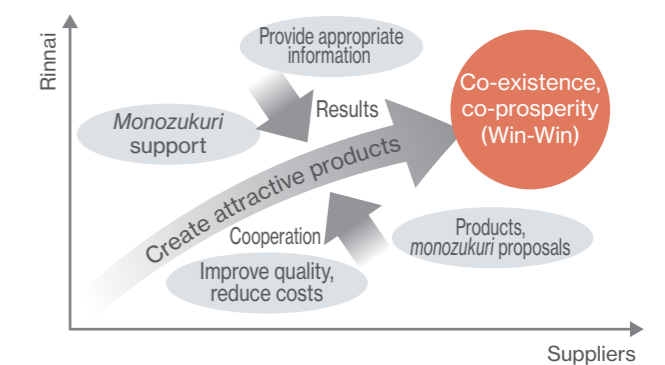 Rinnai
Provide appropriate
information
Monozukuri
support
Results
Co-existence,
co-prosperity
(Win-Win)
Create attractive products
Cooperation
Improve quality,
reduce costs
Products,
monozukuri proposals
Suppliers